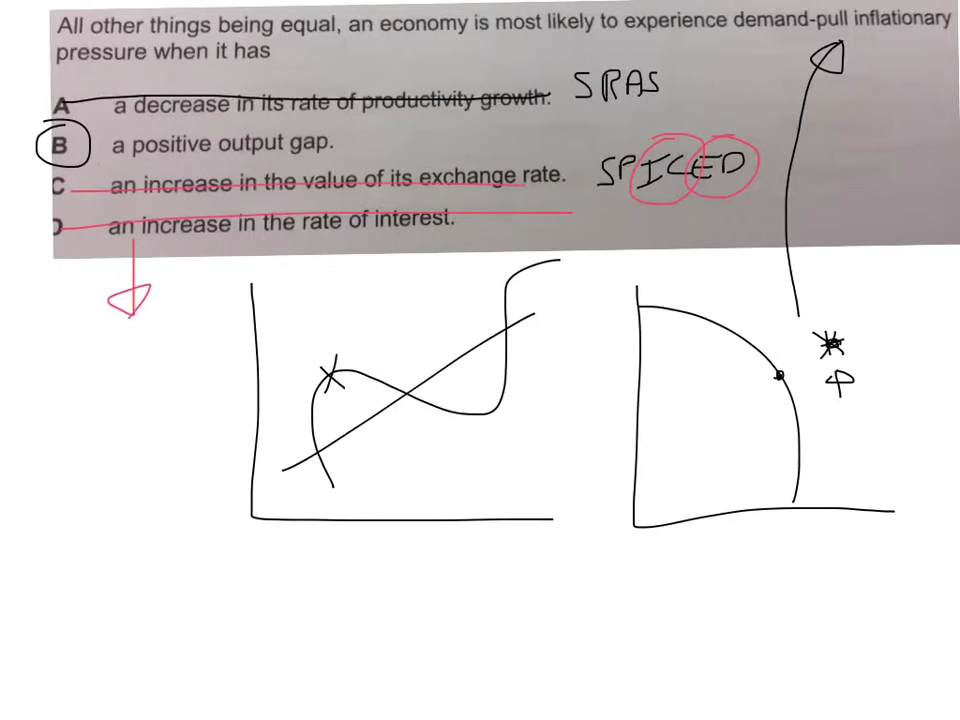 All other things being equal, an economy is most likely to experience demand-pull inflationary
pressure when it has
A a decrease in its rate of productivity growth. SRAS
B a positive output gap.
C an increase in the value of its exchange rate. SPICED
D an increase in the rate of interest.
P